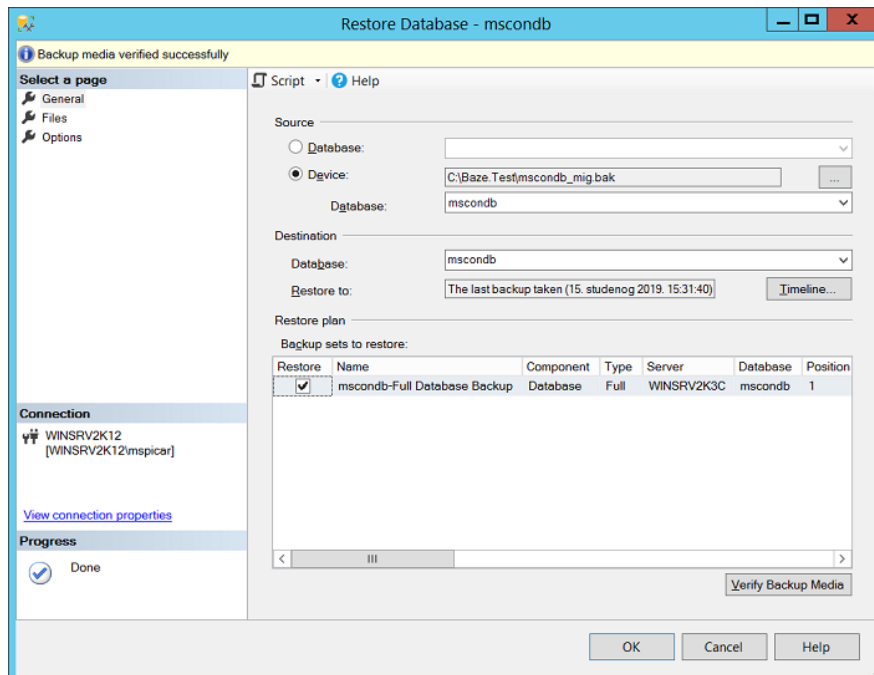 Restore Database - mscondb
Backup media verified successfully
Select a page
General
Files
Options
Script
Help
Source
Database:
Device:
C:\Baze.Test\mscondb_mig.bak
...
Database:
mscondb
Destination
Database:
mscondb
Restore to:
The last backup taken (15. studenog 2019. 15:31:40)
Timeline...
Restore plan
Backup sets to restore:
Restore Name Component Type Server Database Position
mscondb-Full Database Backup Database Full WINSRV2K3C mscondb 1
Connection
WINSRV2K12
[WINSRV2K12\mspicar]
View connection properties
Progress
Done
Verify Backup Media
OK Cancel Help